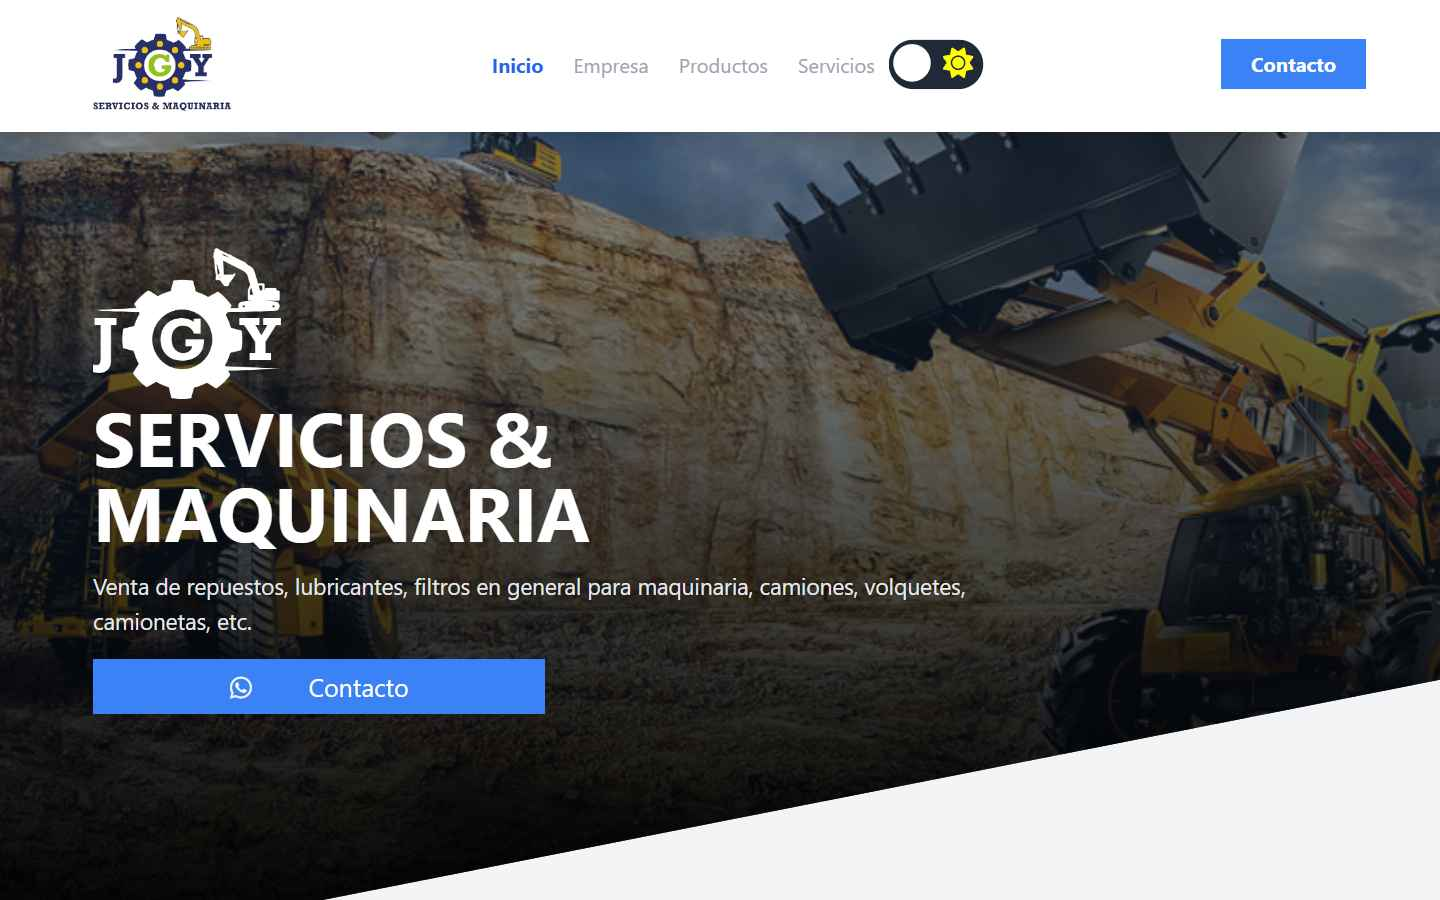 JGY
SERVICIOS & MAQUINARIA
Inicio
Empresa
Productos
Servicios
Contacto
JGY
SERVICIOS &
MAQUINARIA
Venta de repuestos, lubricantes, filtros en general para maquinaria, camiones, volquetes,
camionetas, etc.
Contacto